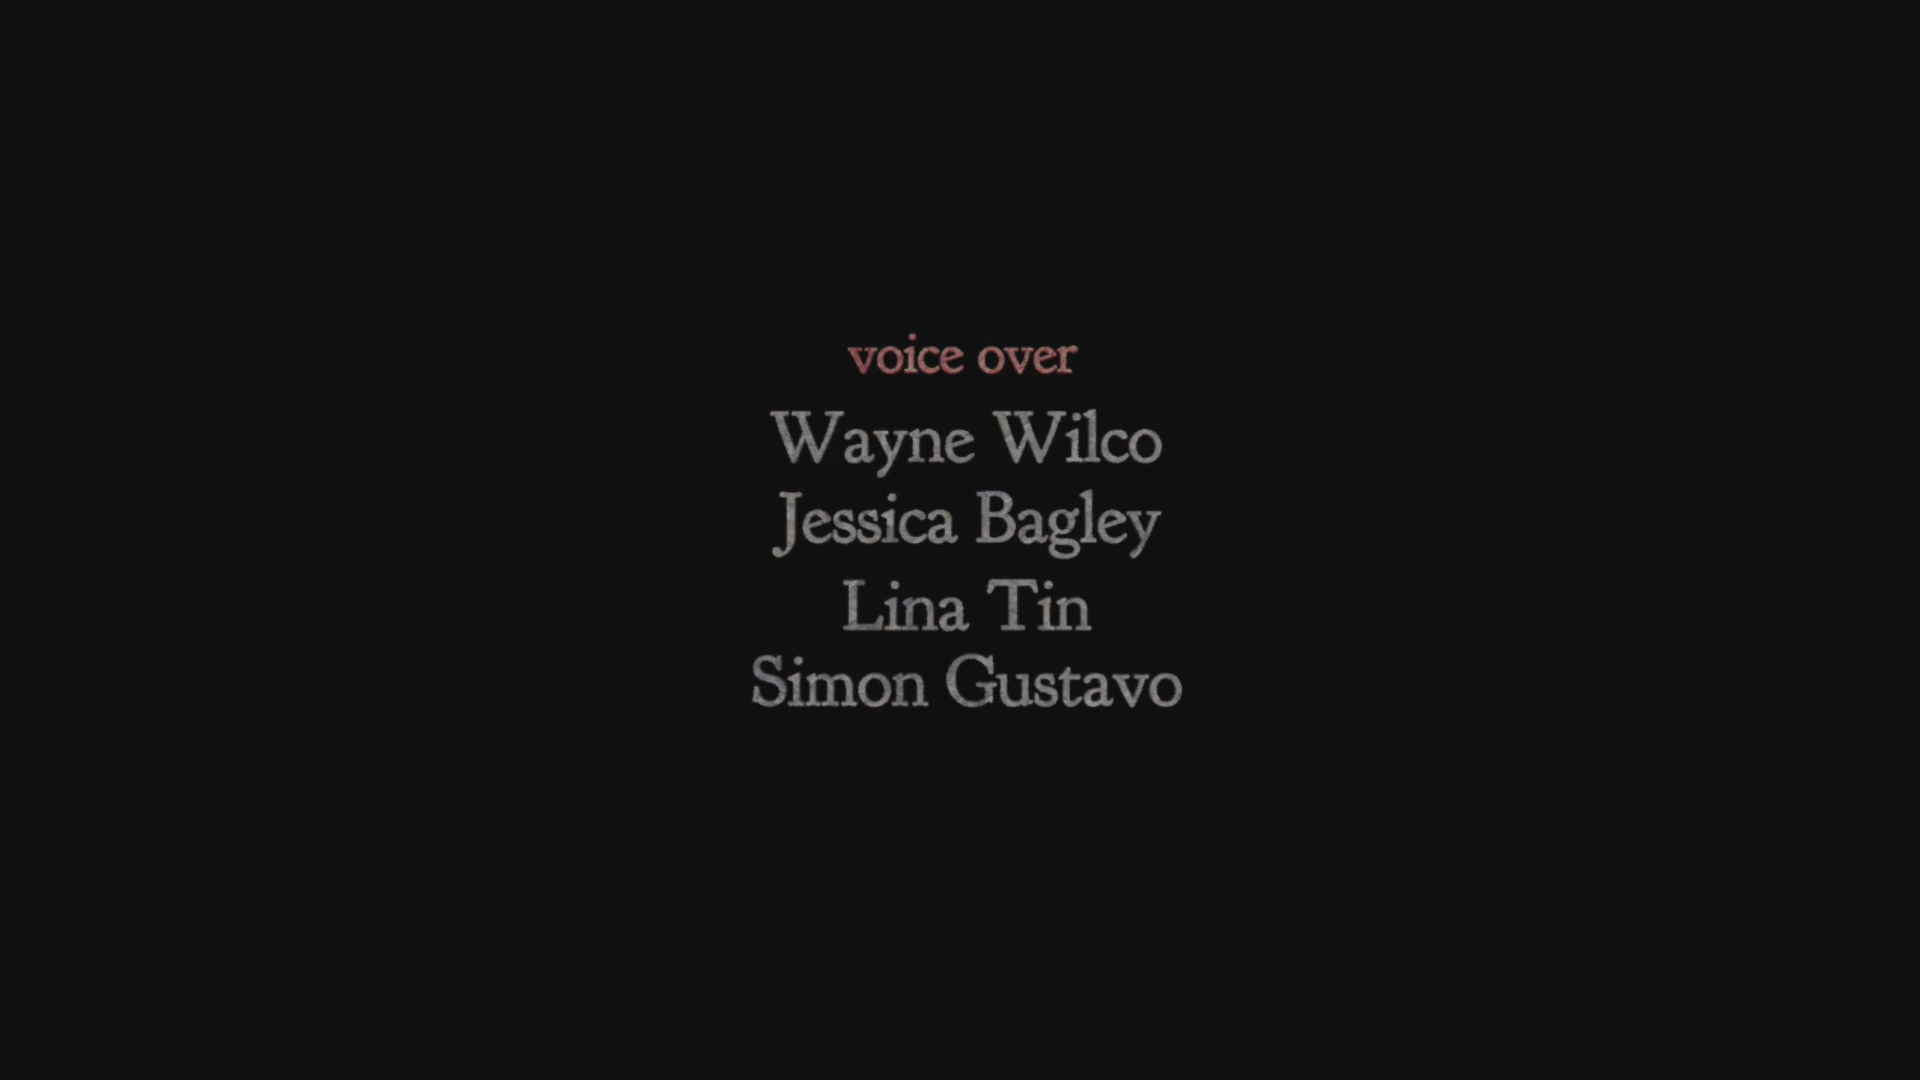 voice over
Wayne Wilco
Jessica Bagley
Lina Tin
Simon Gustavo